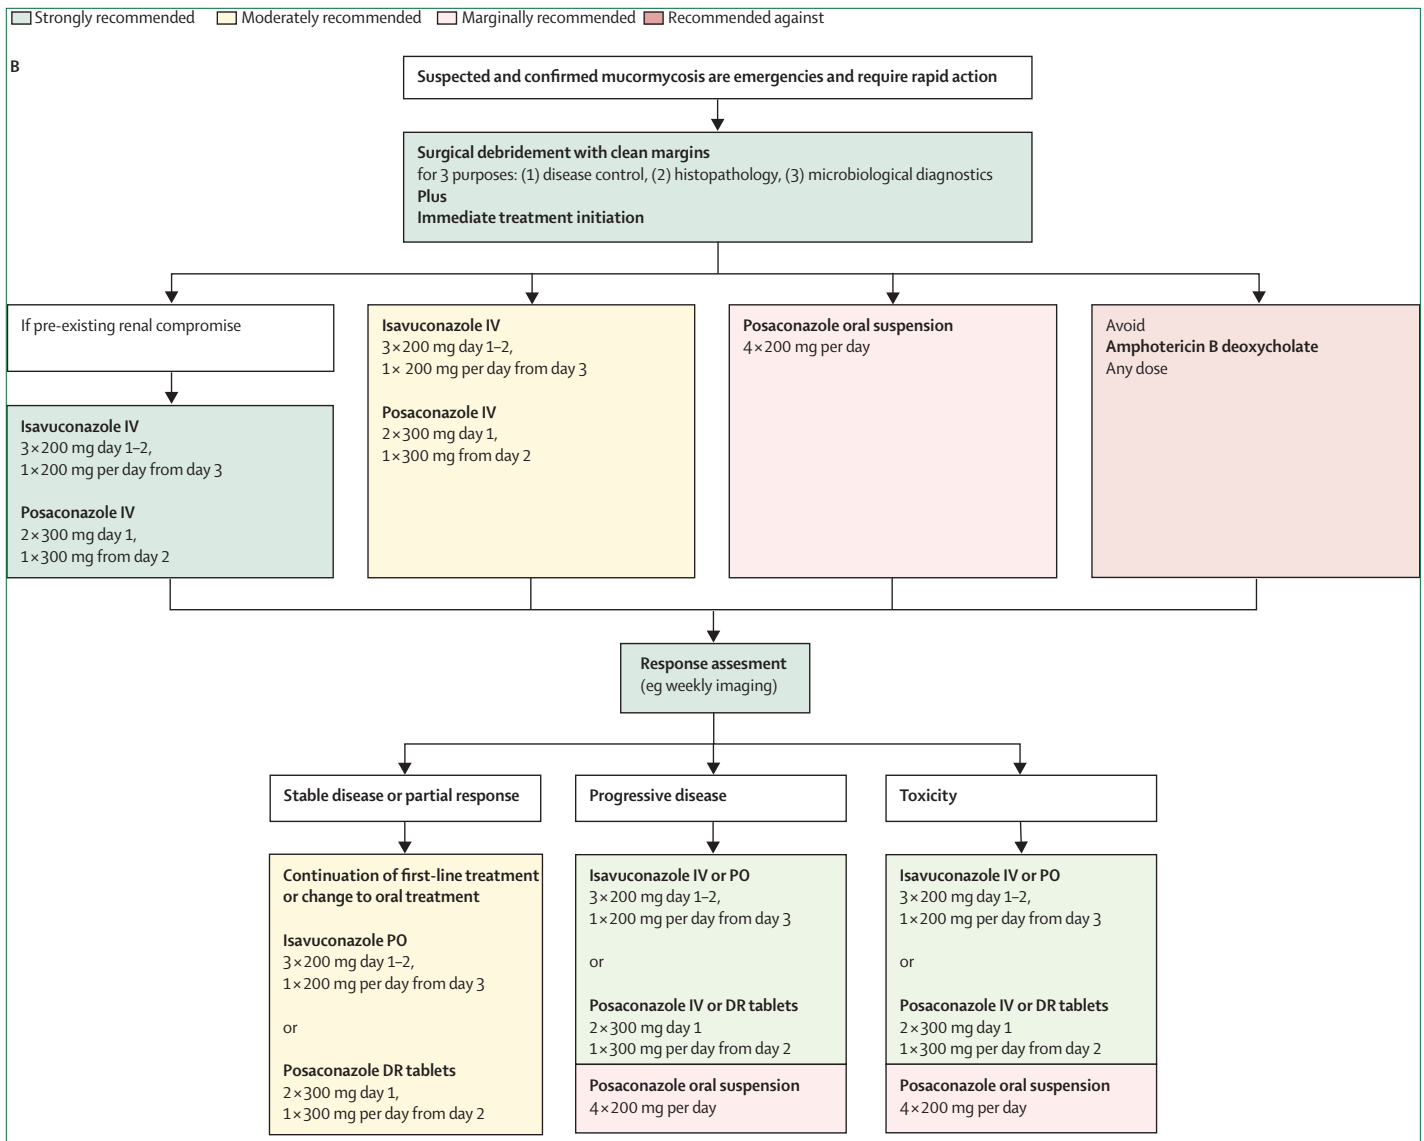 Strongly recommended
Moderately recommended
Marginally recommended
Recommended against
B
Suspected and confirmed mucormycosis are emergencies and require rapid action
Surgical debridement with clean margins
for 3 purposes: (1) disease control, (2) histopathology, (3) microbiological diagnostics
Plus
Immediate treatment initiation
If pre-existing renal compromise
Isavuconazole IV
3×200 mg day 1–2,
1×200 mg per day from day 3
Posaconazole IV
2×300 mg day 1,
1×300 mg from day 2
Isavuconazole IV
3×200 mg day 1–2,
1× 200 mg per day from day 3
Posaconazole IV
2×300 mg day 1,
1×300 mg from day 2
Posaconazole oral suspension
4×200 mg per day
Avoid
Amphotericin B deoxycholate
Any dose
Response assesment
(eg weekly imaging)
Stable disease or partial response
Continuation of first-line treatment
or change to oral treatment
Isavuconazole PO
3×200 mg day 1–2,
1×200 mg per day from day 3
or
Posaconazole DR tablets
2×300 mg day 1,
1×300 mg per day from day 2
Progressive disease
Isavuconazole IV or PO
3×200 mg day 1–2,
1×200 mg per day from day 3
or
Posaconazole IV or DR tablets
2×300 mg day 1
1×300 mg per day from day 2
Posaconazole oral suspension
4×200 mg per day
Toxicity
Isavuconazole IV or PO
3×200 mg day 1–2,
1×200 mg per day from day 3
or
Posaconazole IV or DR tablets
2×300 mg day 1
1×300 mg per day from day 2
Posaconazole oral suspension
4×200 mg per day